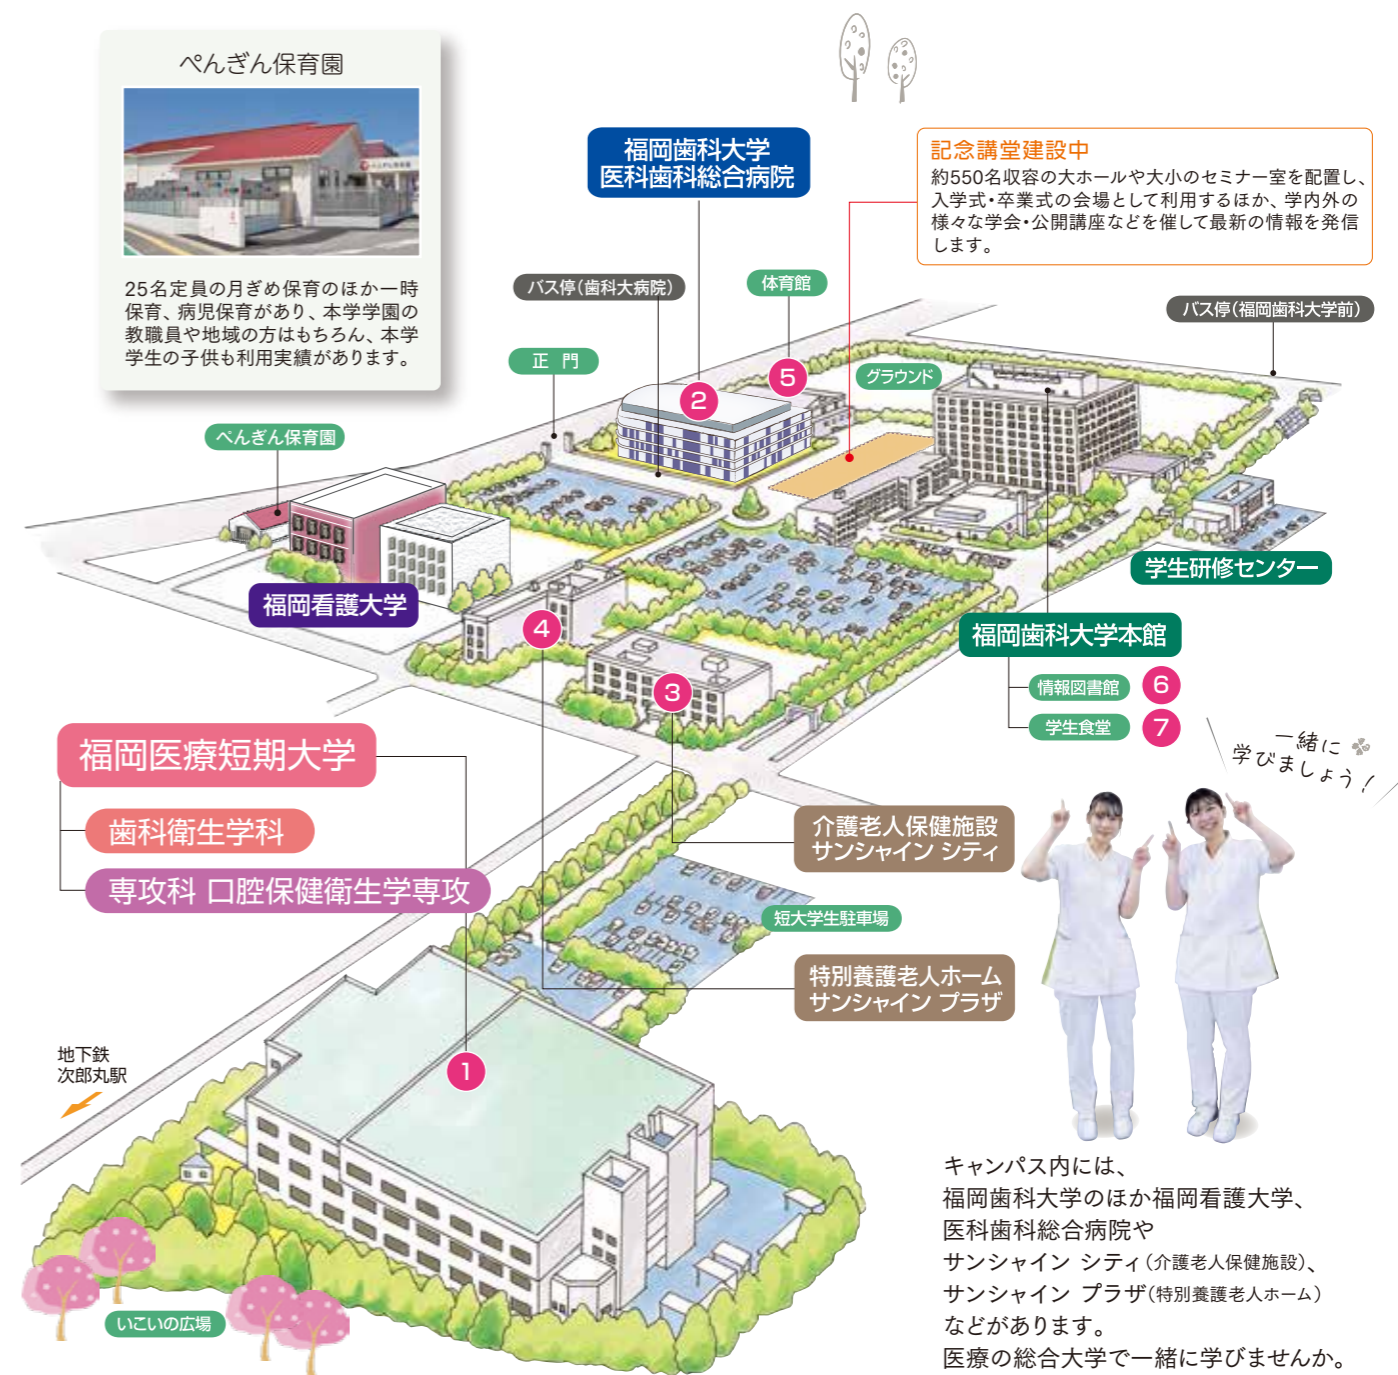 ぺんぎん保育園
25名定員の月ぎめ保育のほか一時
保育、病児保育があり、本学学園の
教職員や地域の方はもちろん、本学
学生の子供も利用実績があります。
福岡歯科大学
医科歯科総合病院
記念講堂建設中
約550名収容の大ホールや大小のセミナー室を配置し、
入学式・卒業式の会場として利用するほか、学内外の
様々な学会・公開講座などを催して最新の情報を発信
します。
バス停(歯科大病院)
体育館
バス停(福岡歯科大学前)
正 門
5
グラウンド
2
ぺんぎん保育園
学生研修センター
福岡看護大学
4
福岡歯科大学本館
3
情報図書館
6
学生食堂
7
一緒に
学びましょう!
福岡医療短期大学
歯科衛生学科
専攻科 口腔保健衛生学専攻
介護老人保健施設
サンシャイン シティ
短大学生駐車場
特別養護老人ホーム
サンシャイン プラザ
地下鉄
次郎丸駅
1
いこいの広場
キャンパス内には、
福岡歯科大学のほか福岡看護大学、
医科歯科総合病院や
サンシャイン シティ(介護老人保健施設)、
サンシャイン プラザ(特別養護老人ホーム)
などがあります。
医療の総合大学で一緒に学びませんか。